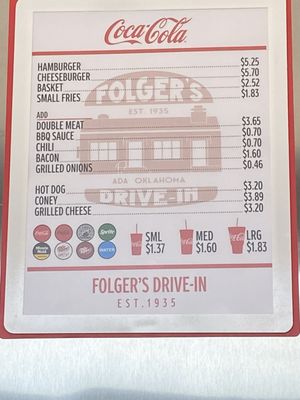 Coca-Cola
HAMBURGER $5.25
CHEESEBURGER $5.70
BASKET $2.52
SMALL FRIES $1.83
FOLGER'S
EST. 1935
ADD
DOUBLE MEAT $3.65
BBQ SAUCE $0.70
CHILI $0.70
BACON $1.60
GRILLED ONIONS $0.46
ADA OKLAHOMA
DRIVE-IN
HOT DOG $3.20
CONEY $3.89
GRILLED CHEESE $3.20
Sprite
WATER
SML $1.37
MED $1.60
LRG $1.83
FOLGER'S DRIVE-IN
EST.1935